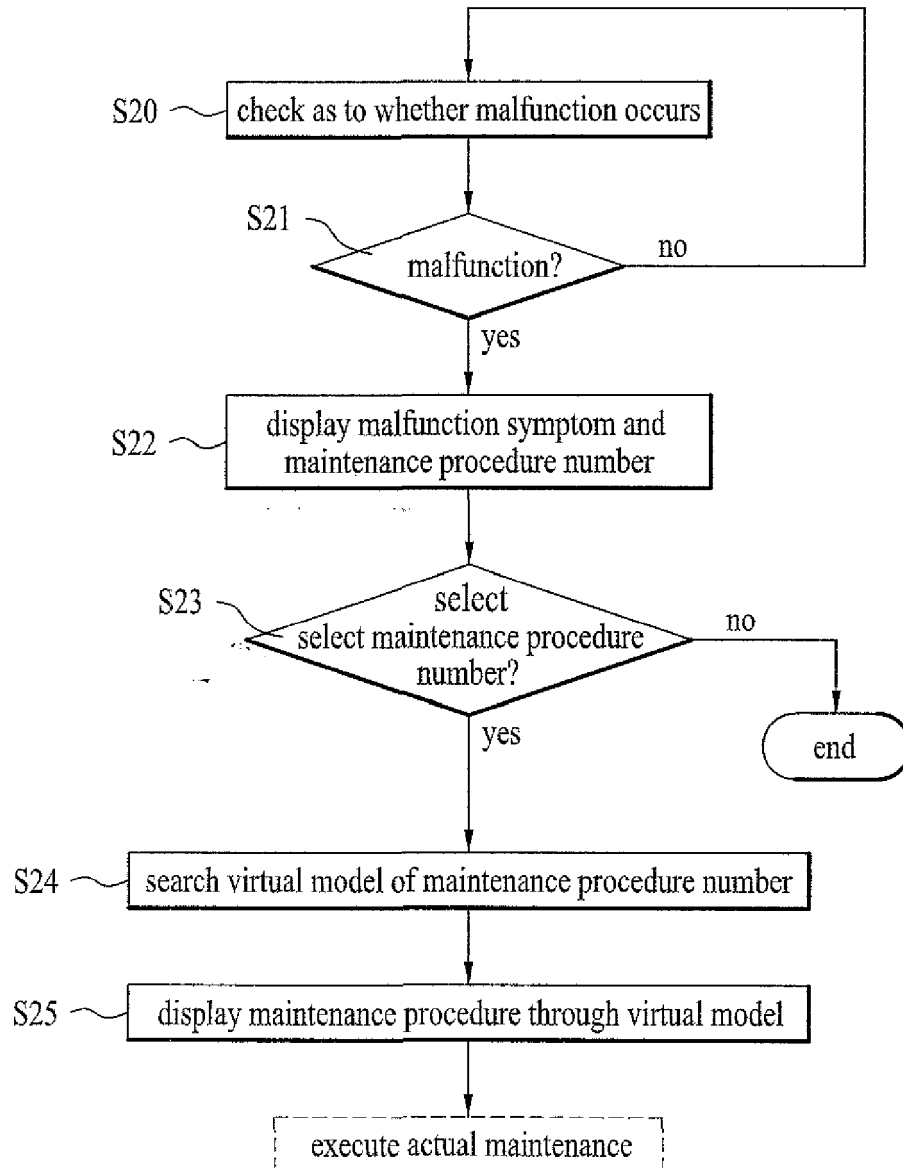 S20
check as to whether malfunction occurs
S21
malfunction?
no
yes
S22
display malfunction symptom and
maintenance procedure number
S23
select
select maintenance procedure
number?
no
yes
end
S24
search virtual model of maintenance procedure number
S25
display maintenance procedure through virtual model
execute actual maintenance